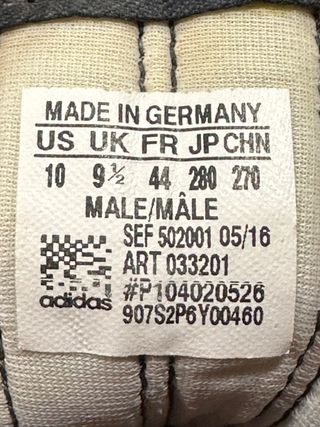 MADE IN GERMANY
US UK FR JP CHN
10 9½ 44 280 270
MALE/MÂLE
SEF 502001 05/16
ART 033201
adidas #P104020526
907S2P6Y00460